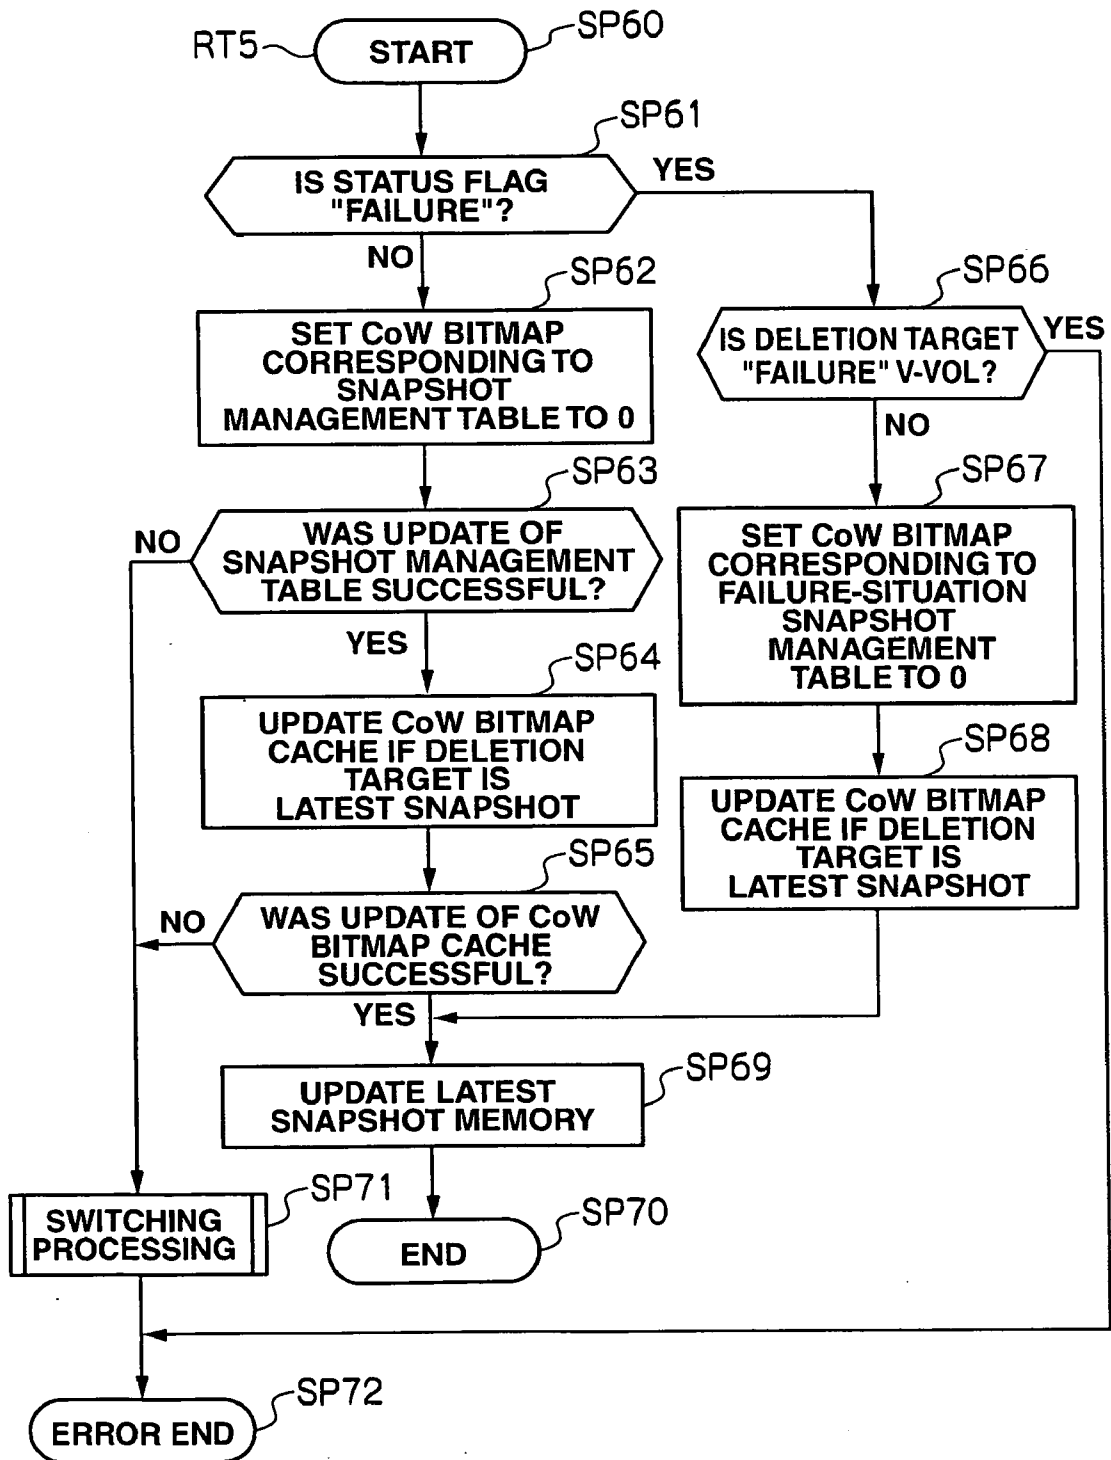 RT5
START
SP60
SP61
IS STATUS FLAG
"FAILURE"?
YES
NO
SP62
SET CoW BITMAP
CORRESPONDING TO
SNAPSHOT
MANAGEMENT TABLE TO 0
SP66
IS DELETION TARGET
"FAILURE" V-VOL?
YES
NO
SP63
WAS UPDATE OF
SNAPSHOT MANAGEMENT
TABLE SUCCESSFUL?
NO
YES
SP67
SET CoW BITMAP
CORRESPONDING TO
FAILURE-SITUATION
SNAPSHOT
MANAGEMENT
TABLE TO 0
SP64
UPDATE CoW BITMAP
CACHE IF DELETION
TARGET IS
LATEST SNAPSHOT
SP68
UPDATE CoW BITMAP
CACHE IF DELETION
TARGET IS
LATEST SNAPSHOT
SP65
WAS UPDATE OF CoW
BITMAP CACHE
SUCCESSFUL?
NO
YES
SP69
UPDATE LATEST
SNAPSHOT MEMORY
SP71
SWITCHING
PROCESSING
SP70
END
SP72
ERROR END